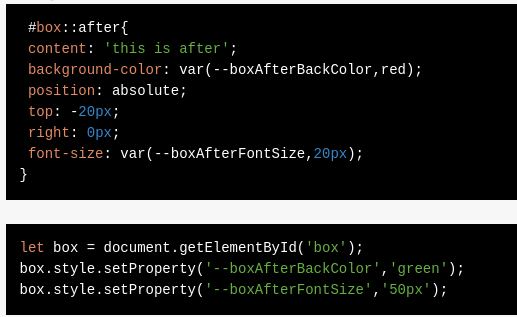 #box::after{
content: 'this is after';
background-color: var(--boxAfterBackColor,red);
position: absolute;
top: -20px;
right: 0px;
font-size: var(--boxAfterFontSize,20px);
}
let box = document.getElementById('box');
box.style.setProperty('--boxAfterBackColor','green');
box.style.setProperty('--boxAfterFontSize','50px');